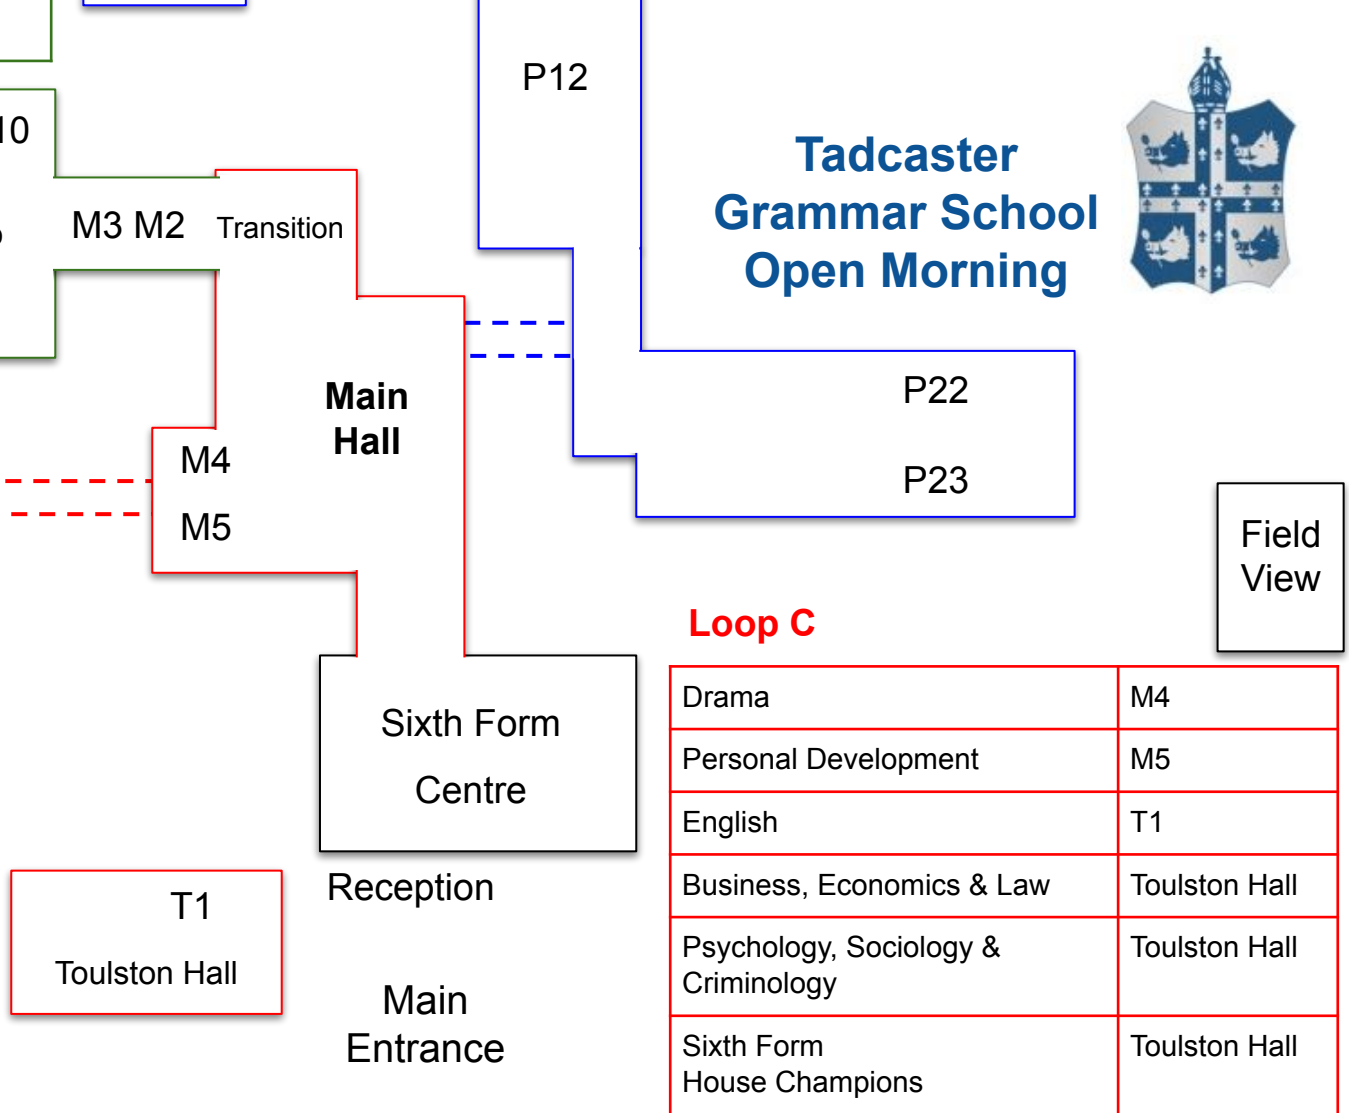 P12
10
M3 M2
Transition
Tadcaster
Grammar School
Open Morning
Main
Hall
M4
M5
P22
P23
Field
View
Sixth Form
Centre
Reception
T1
Toulston Hall
Main
Entrance
Loop C
Drama M4
Personal Development M5
English T1
Business, Economics & Law Toulston Hall
Psychology, Sociology & Toulston Hall
Criminology
Sixth Form Toulston Hall
House Champions